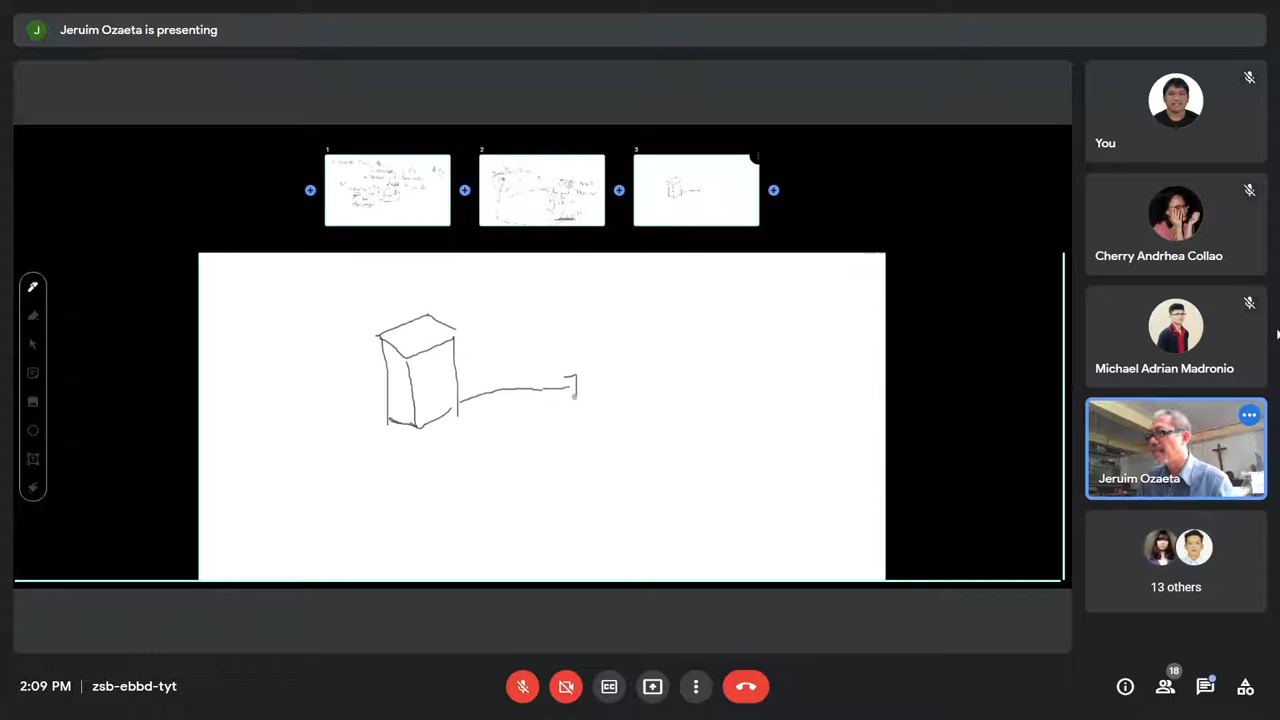 J
Jeruim Ozaeta is presenting
1
2
3
You
Cherry Andrhea Collao
Michael Adrian Madronio
Jeruim Ozaeta
13 others
2:09 PM
zsb-ebbd-tyt
CC
18